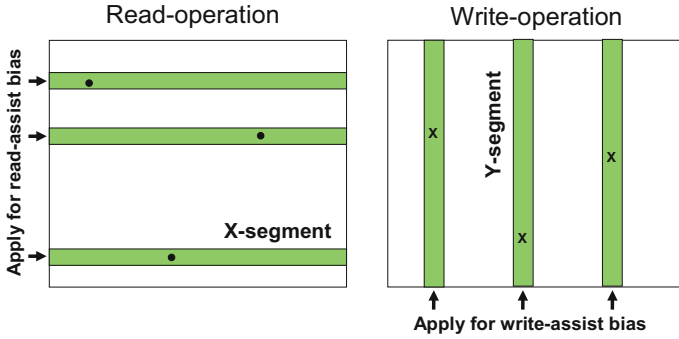 Read-operation
Write-operation
Apply for read-assist bias
X-segment
Y-segment
x
x
x
Apply for write-assist bias